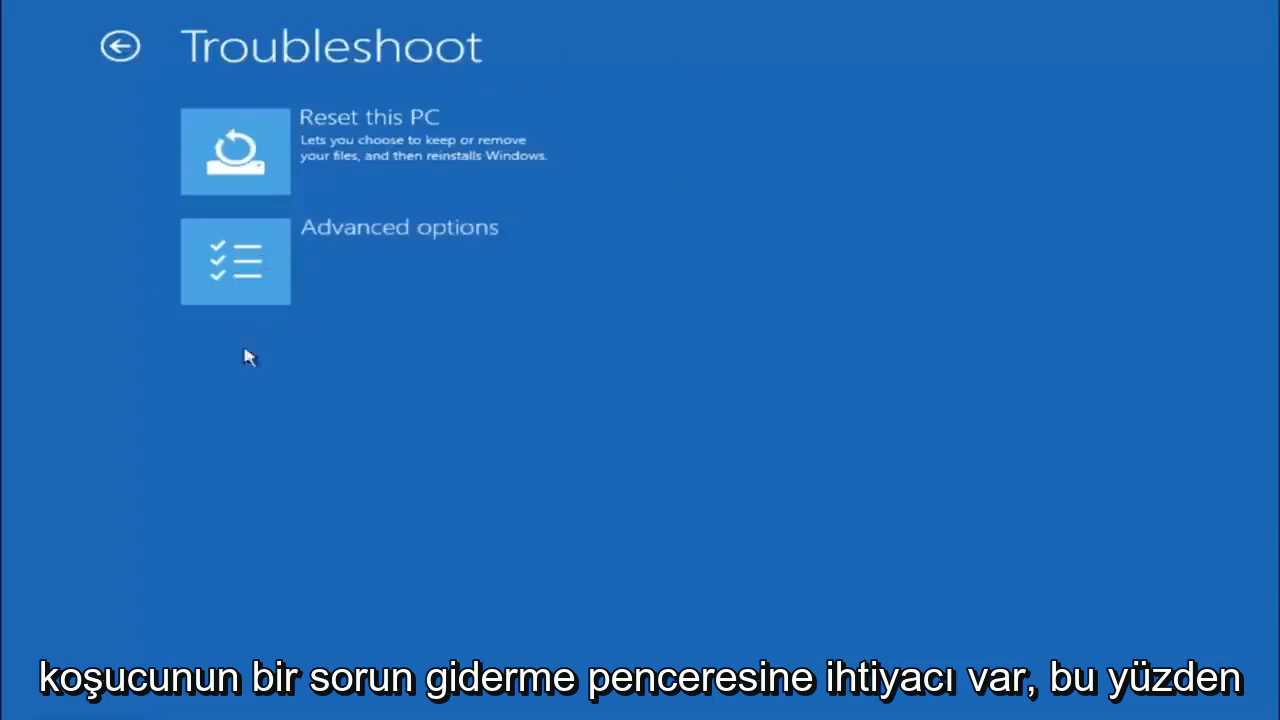 Troubleshoot
Reset this PC
Lets you choose to keep or remove
your files, and then reinstalls Windows.
Advanced options
koşucunun bir sorun giderme penceresine ihtiyacı var, bu yüzden